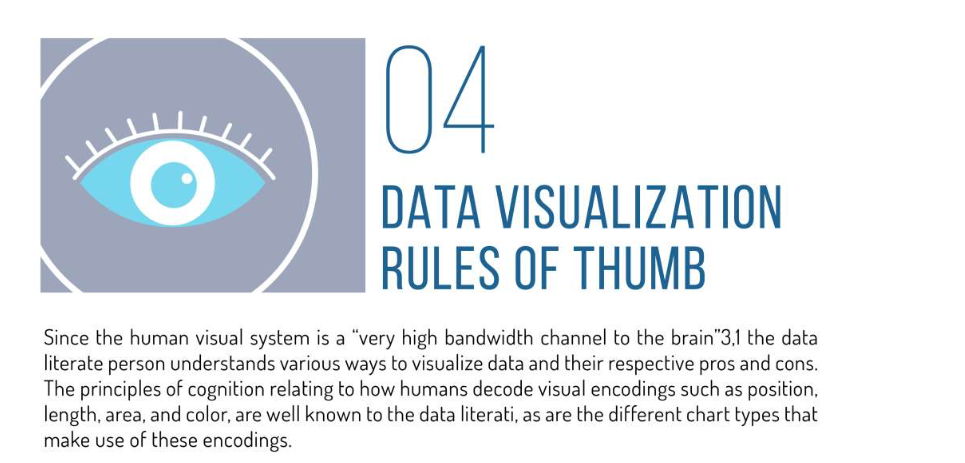 04
DATA VISUALIZATION
RULES OF THUMB
Since the human visual system is a “very high bandwidth channel to the brain”3,1 the data
literate person understands various ways to visualize data and their respective pros and cons.
The principles of cognition relating to how humans decode visual encodings such as position,
length, area, and color, are well known to the data literati, as are the different chart types that
make use of these encodings.